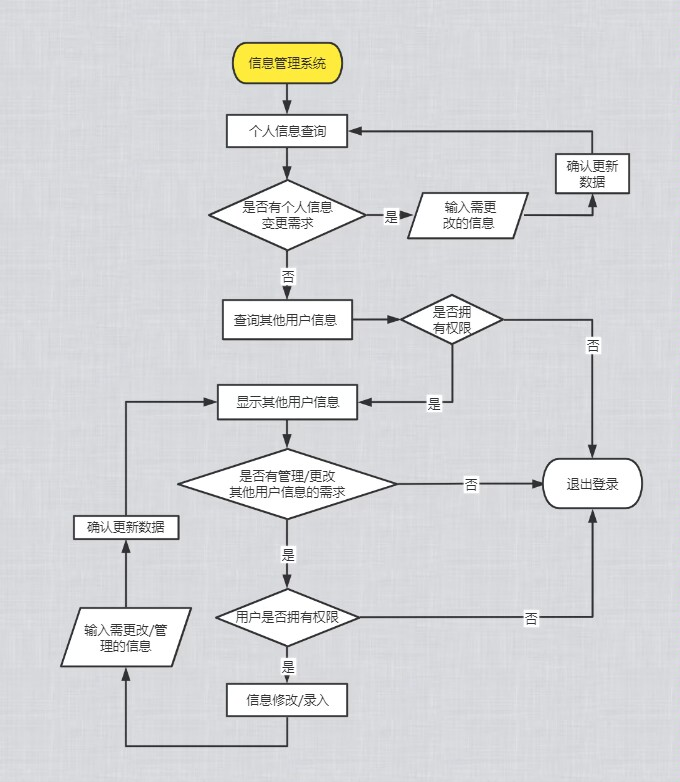 信息管理系统
个人信息查询
确认更新
数据
是否有个人信息
变更需求
是
输入需更
改的信息
否
查询其他用户信息
是否拥
有权限
否
显示其他用户信息
是
是否有管理/更改
其他用户信息的需求
否
退出登录
确认更新数据
是
输入需更改/管
理的信息
用户是否拥有权限
否
是
信息修改/录入